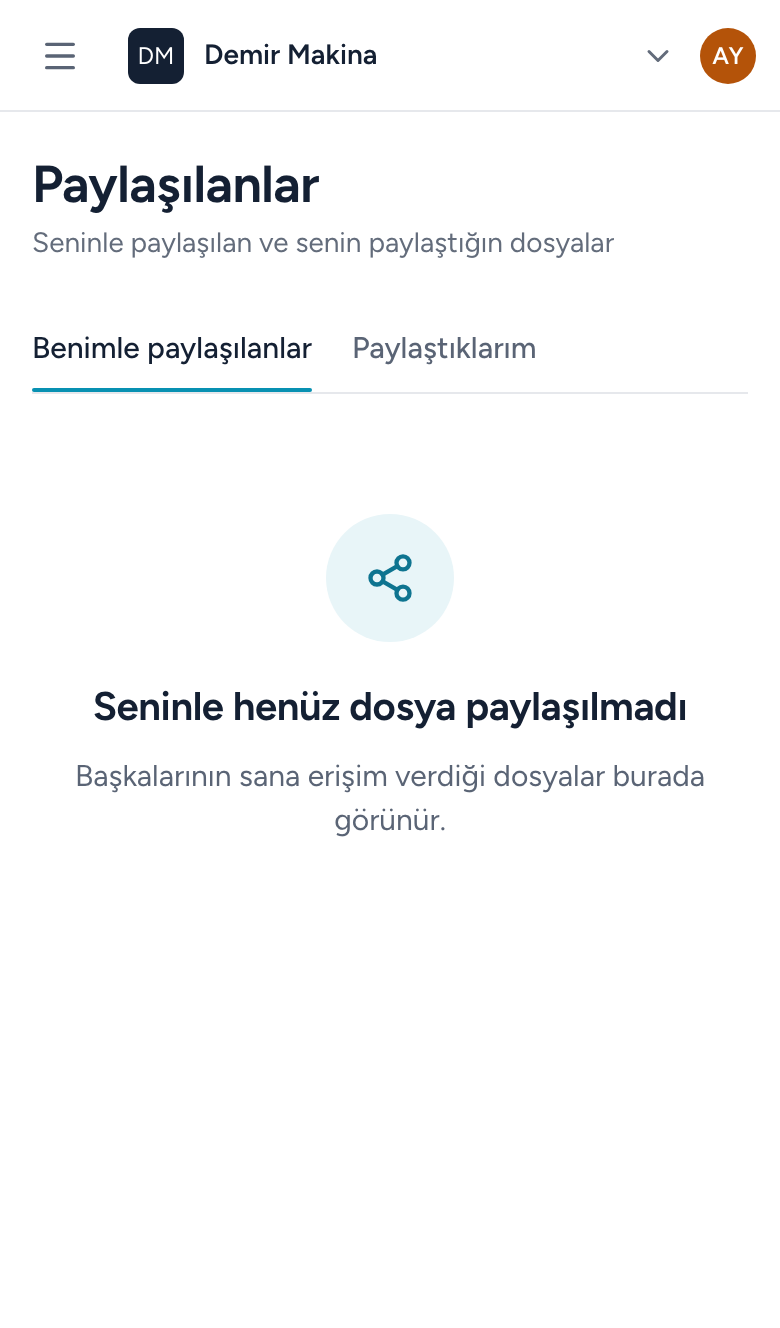 DM Demir Makina AY
Paylaşılanlar
Seninle paylaşılan ve senin paylaştığın dosyalar
Benimle paylaşılanlar Paylaştıklarım
Seninle henüz dosya paylaşılmadı
Başkalarının sana erişim verdiği dosyalar burada
görünür.